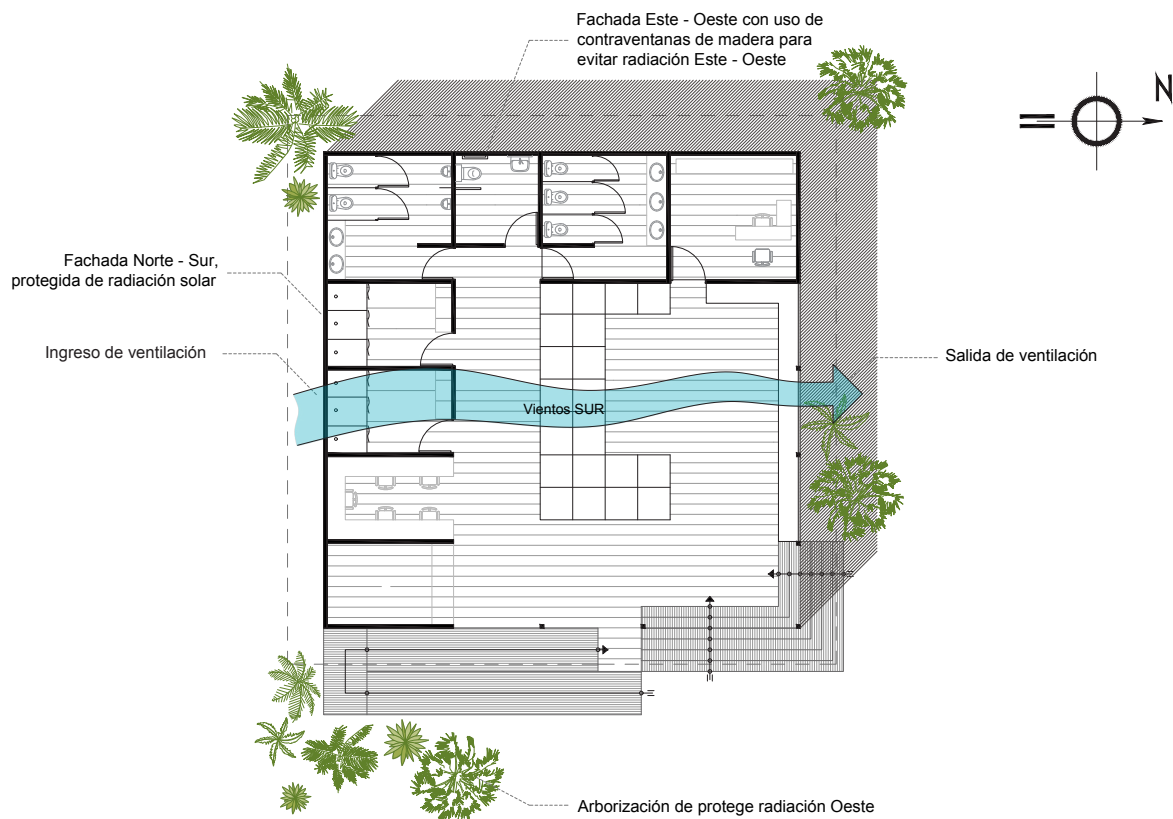 Fachada Este - Oeste con uso de
contraventanas de madera para
evitar radiación Este - Oeste
N
Fachada Norte - Sur,
protegida de radiación solar
Ingreso de ventilación
Salida de ventilación
Vientos SUR
Arborización de protege radiación Oeste